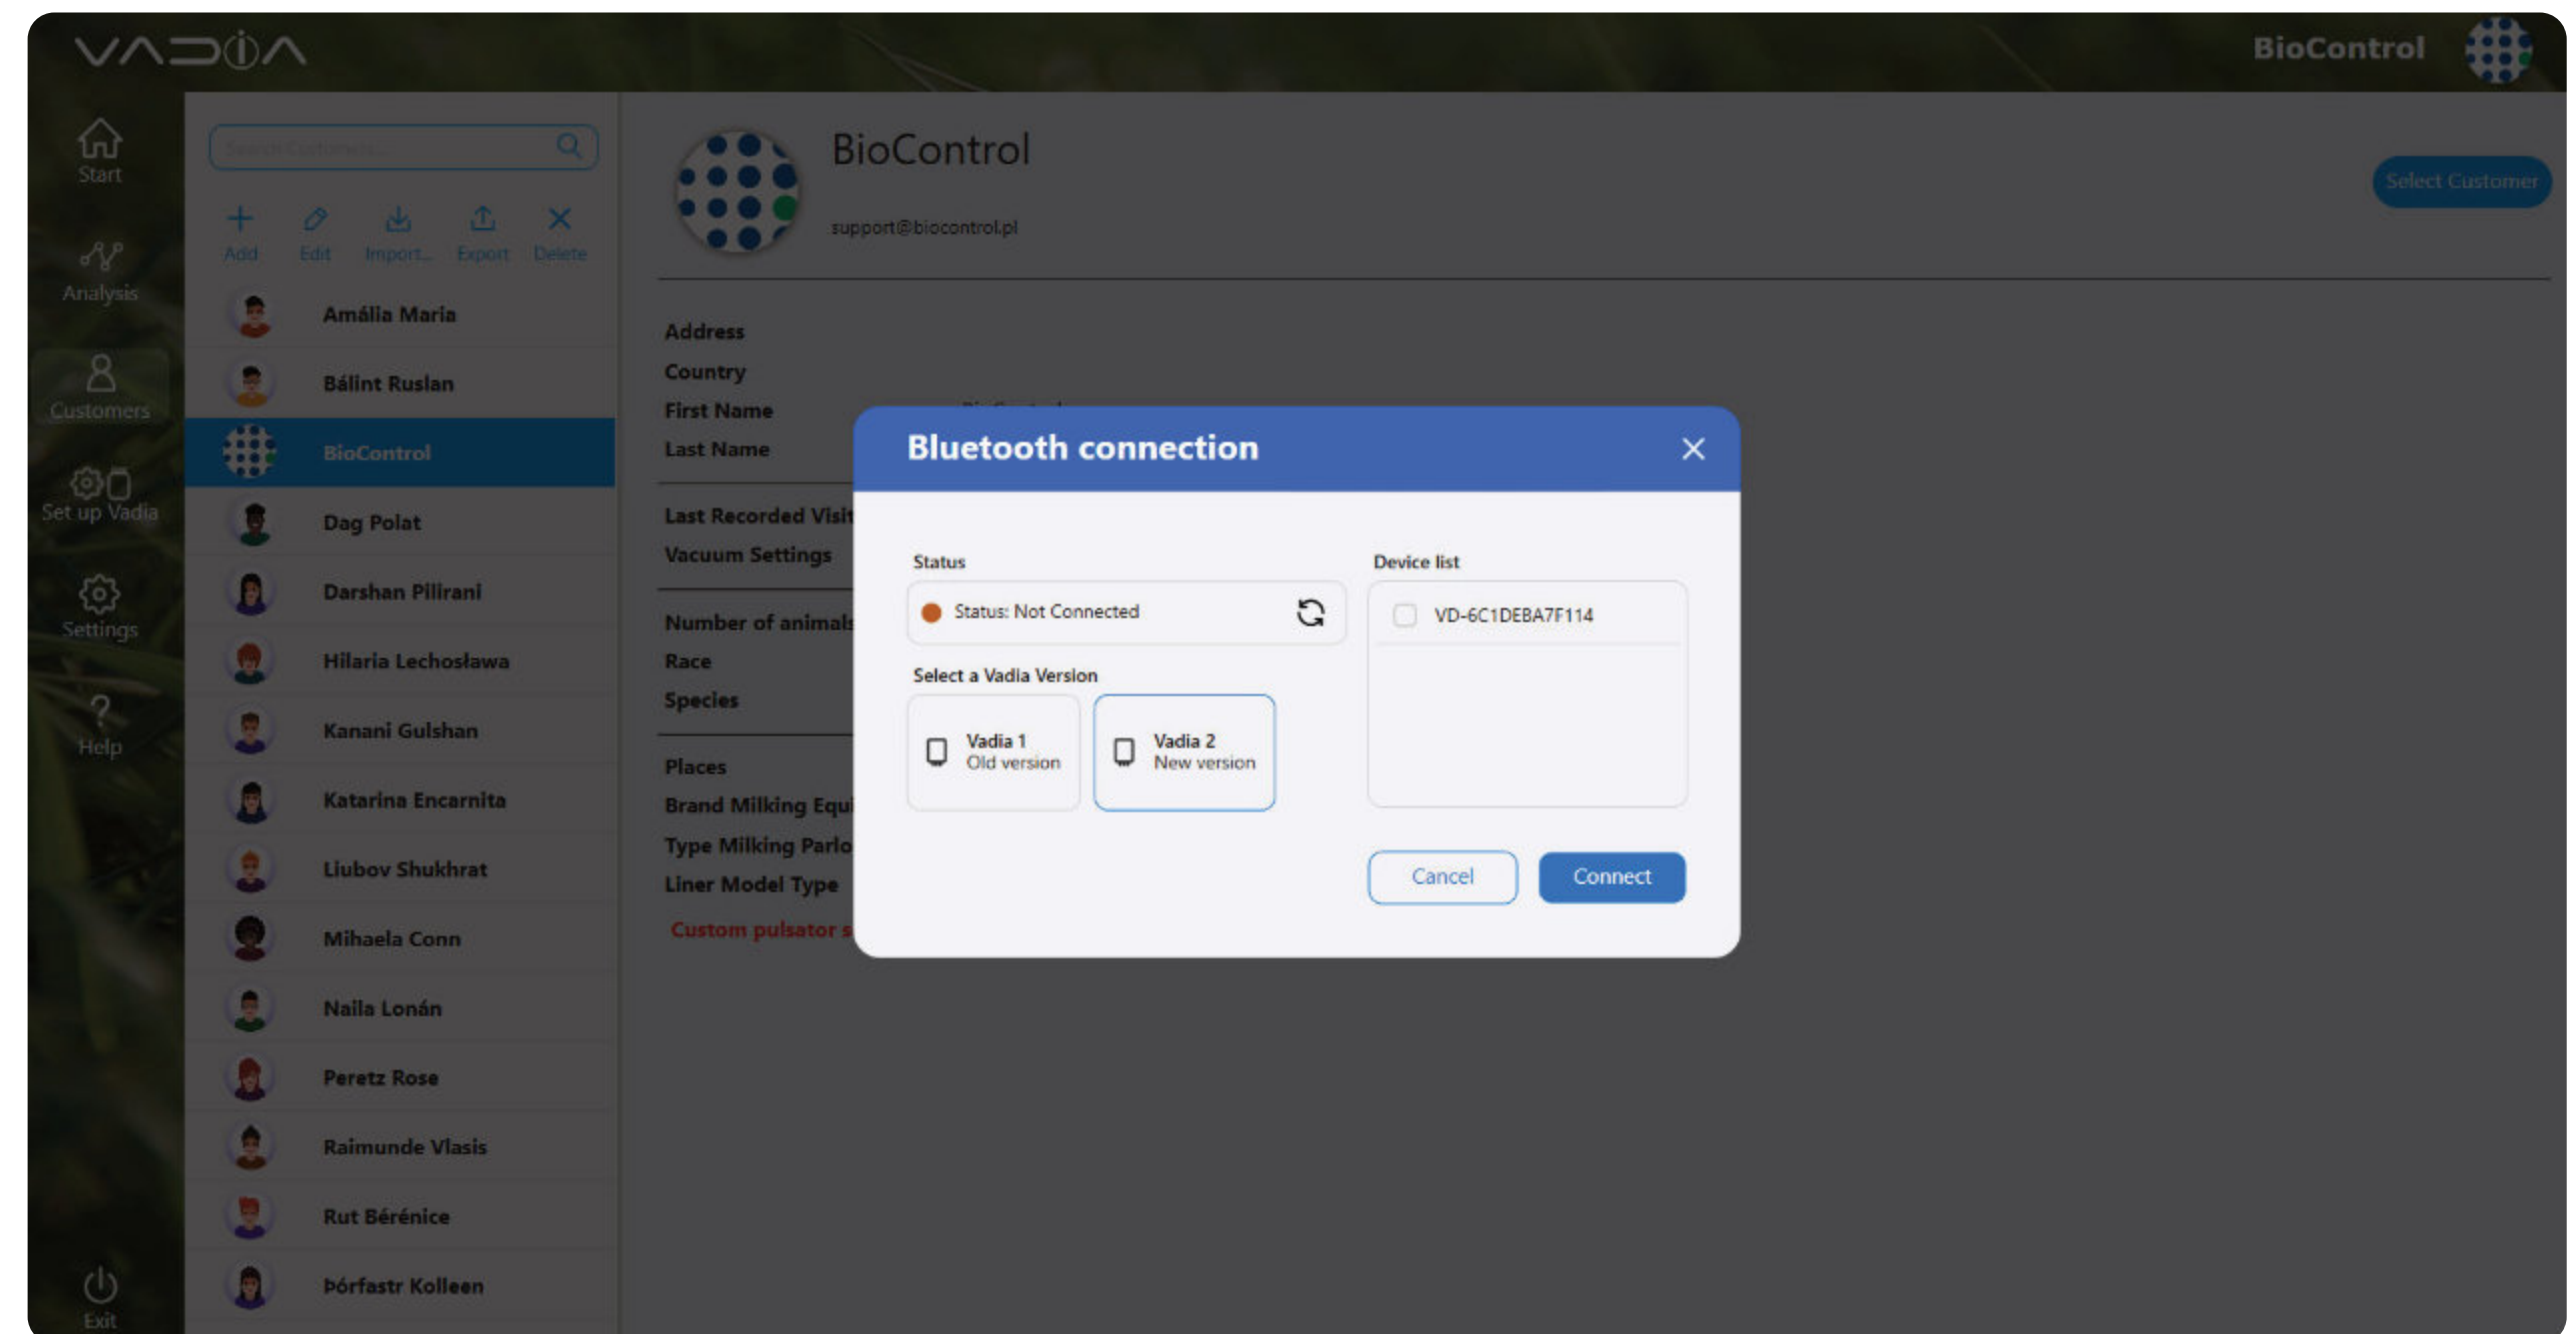 VADIA
BioControl
Start
Analysis
Customers
Set up Vadia
Settings
Help
Exit
Search Customers...
Add Edit Import... Export Delete
Amália Maria
Bálint Ruslan
BioControl
Dag Polat
Darshan Pilirani
Hilaria Lechosława
Kanani Gulshan
Katarina Encarnita
Liubov Shukhrat
Mihaela Conn
Naila Lonán
Peretz Rose
Raimunde Vlasis
Rut Bérénice
Þórfastr Kolleen
BioControl
support@biocontrol.pl
Select Customer
Address
Country
First Name
Last Name
Last Recorded Visit
Vacuum Settings
Number of animals
Race
Species
Places
Brand Milking Equi
Type Milking Parlo
Liner Model Type
Custom pulsator s
Bluetooth connection
Status
Status: Not Connected
Select a Vadia Version
Vadia 1
Old version
Vadia 2
New version
Device list
VD-6C1DEBA7F114
Cancel
Connect